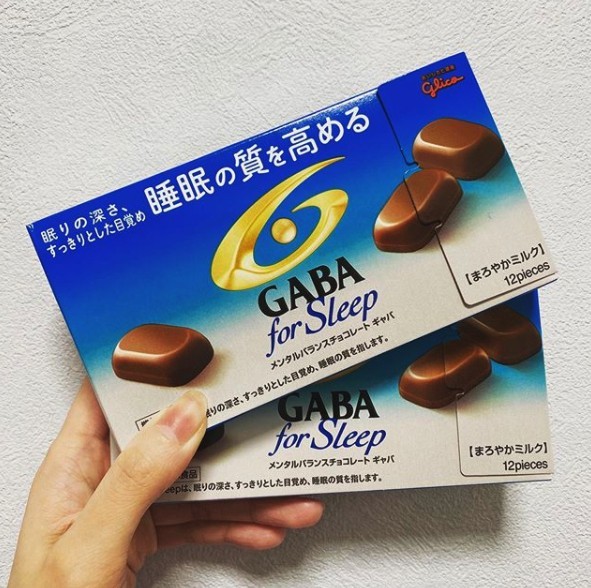 Glico
眠りの深さ、
すっきりとした目覚め
睡眠の質を高める
GABA
for Sleep
メンタルバランスチョコレート ギャバ
りの深さ、すっきりとした目覚め、睡眠の質を目指します。
【まろやかミルク】
12pieces
GABA
for Sleep
メンタルバランスチョコレート ギャバ
品
は、眠りの深さ、すっきりとした目覚め、睡眠の質を目指します。
【まろやかミルク】
12pieces